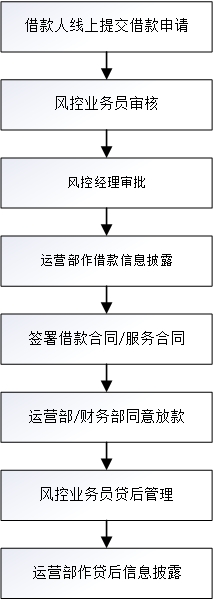 借款人线上提交借款申请
风控业务员审核
风控经理审批
运营部作借款信息披露
签署借款合同/服务合同
运营部/财务部同意放款
风控业务员贷后管理
运营部作贷后信息披露